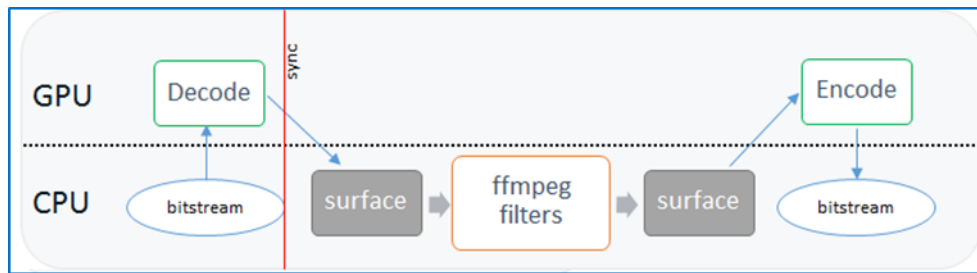 sync
GPU
Decode
Encode
CPU
bitstream
surface
ffmpeg
filters
surface
bitstream